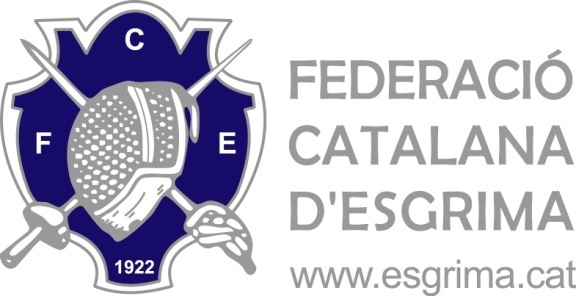 C
F E
1922
FEDERACIÓ
CATALANA
D'ESGRIMA
www.esgrima.cat